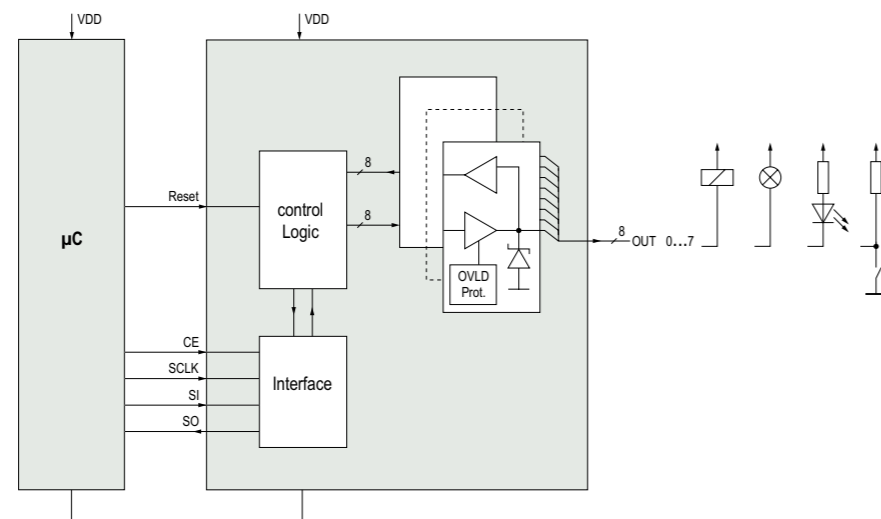 VDD
VDD
8
Reset
control
Logic
8
µC
8
OUT 0...7
OVLD
Prot.
CE
SCLK
Interface
SI
SO